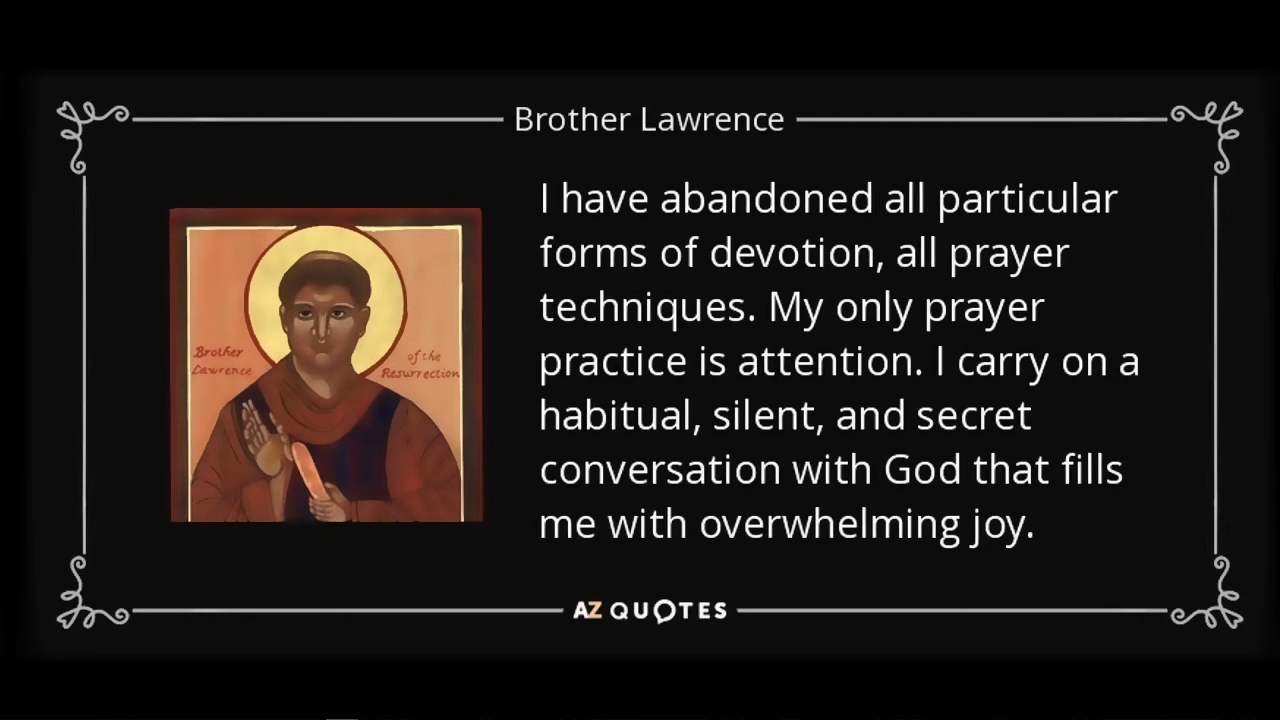 Brother Lawrence
I have abandoned all particular
forms of devotion, all prayer
techniques. My only prayer
practice is attention. I carry on a
habitual, silent, and secret
conversation with God that fills
me with overwhelming joy.
Brother
Lawrence
of the
Resurrection
AZ QUOTES